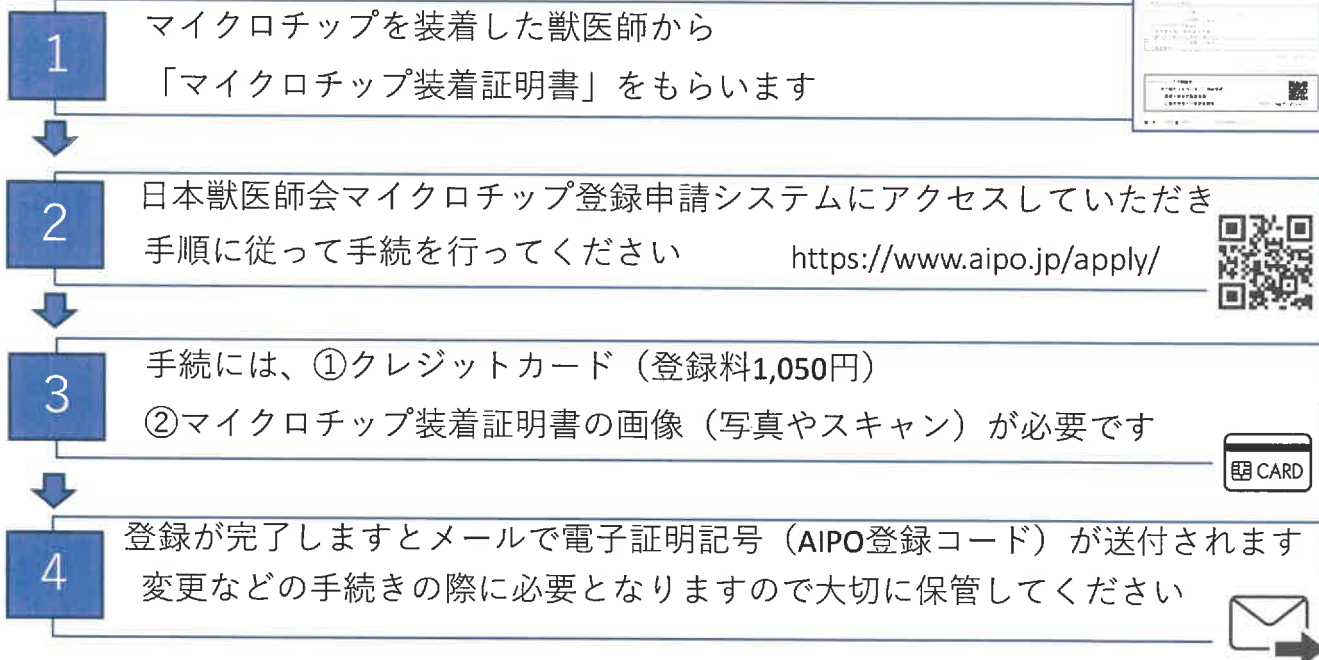 1
マイクロチップを装着した獣医師から
「マイクロチップ装着証明書」をもらいます
2
日本獣医師会マイクロチップ登録申請システムにアクセスしていただき
手順に従って手続を行ってください https://www.aipo.jp/apply/
3
手続には、①クレジットカード（登録料1,050円）
②マイクロチップ装着証明書の画像（写真やスキャン）が必要です
CARD
4
登録が完了しますとメールで電子証明記号（AIPO登録コード）が送付されます
変更などの手続きの際に必要となりますので大切に保管してください